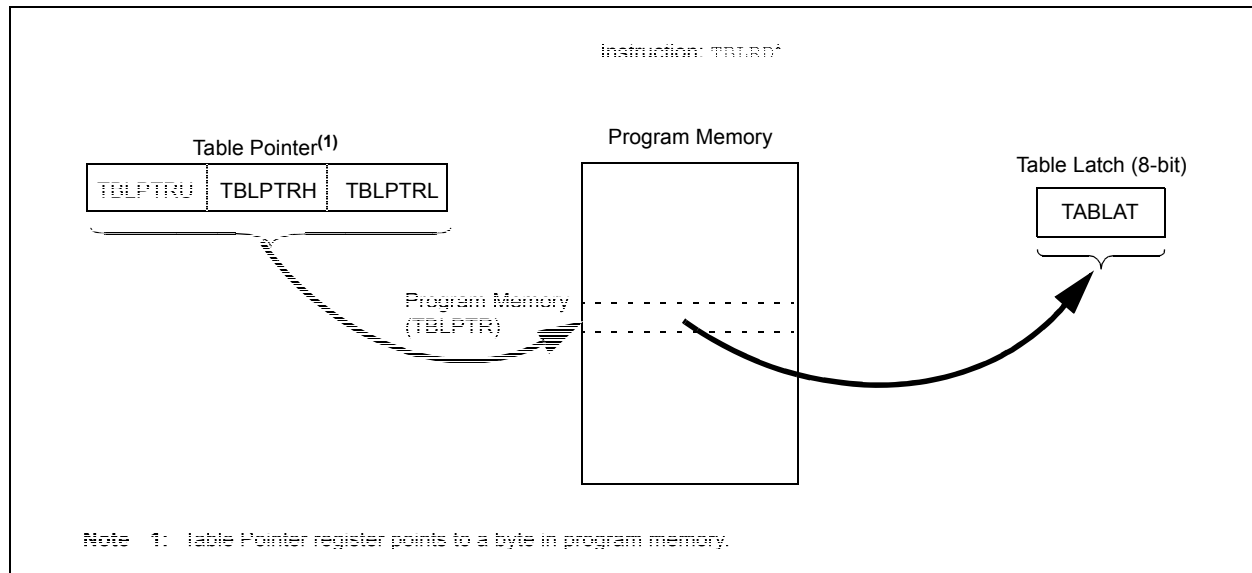 Instruction: TBLRD*
Table Pointer(1)
TBLPTRU TBLPTRH TBLPTRL
Program Memory
Table Latch (8-bit)
TABLAT
Program Memory
(TBLPTR)
Note 1: Table Pointer register points to a byte in program memory.